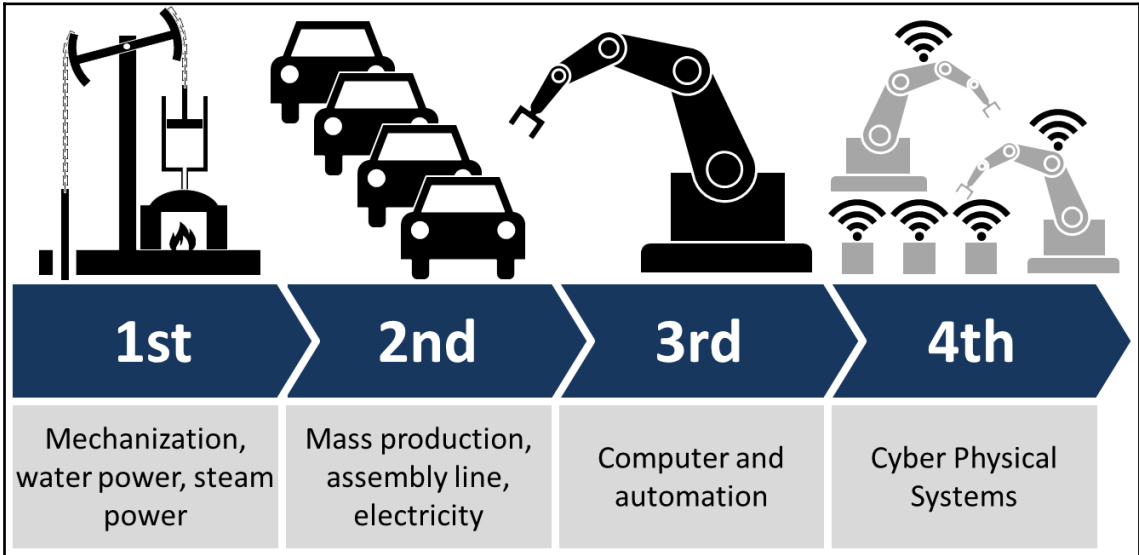 1st
2nd
3rd
4th
Mechanization,
water power, steam
power
Mass production,
assembly line,
electricity
Computer and
automation
Cyber Physical
Systems